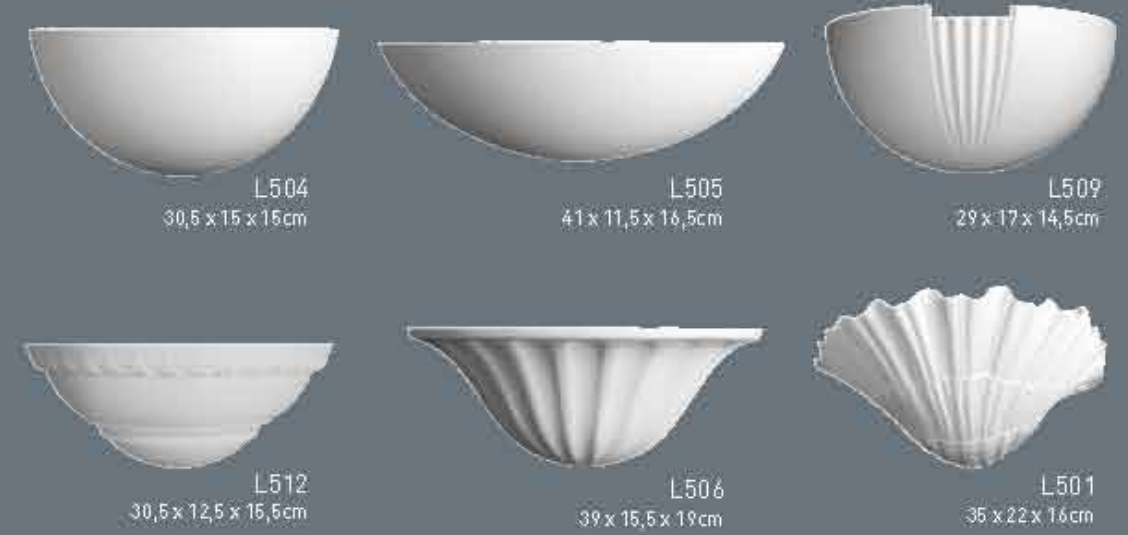 L504
30,5 x 15 x 15cm
L505
41 x 11,5 x 16,5cm
L509
29 x 17 x 14,5cm
L512
30,5 x 12,5 x 15,5cm
L506
39 x 15,5 x 19cm
L501
35 x 22 x 16cm